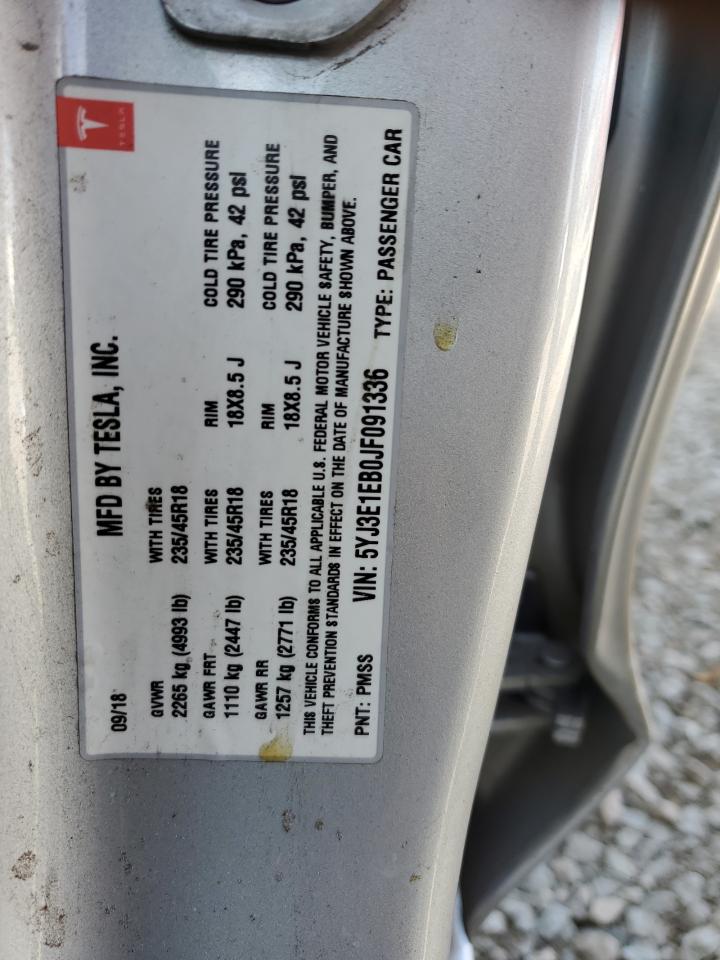 TESLA
MFD BY TESLA, INC.
09/18
GVWR WITH TIRES
2265 kg (4993 lb) 235/45R18
GAWR FRT WITH TIRES RIM COLD TIRE PRESSURE
1110 kg (2447 lb) 235/45R18 18X8.5 J 290 kPa, 42 psl
GAWR RR WITH TIRES RIM COLD TIRE PRESSURE
1257 kg (2771 lb) 235/45R18 18X8.5 J 290 kPa, 42 psl
THIS VEHICLE CONFORMS TO ALL APPLICABLE U.S. FEDERAL MOTOR VEHICLE SAFETY, BUMPER, AND
THEFT PREVENTION STANDARDS IN EFFECT ON THE DATE OF MANUFACTURE SHOWN ABOVE.
PNT: PMSS VIN: 5YJ3E1EB0JF091336 TYPE: PASSENGER CAR